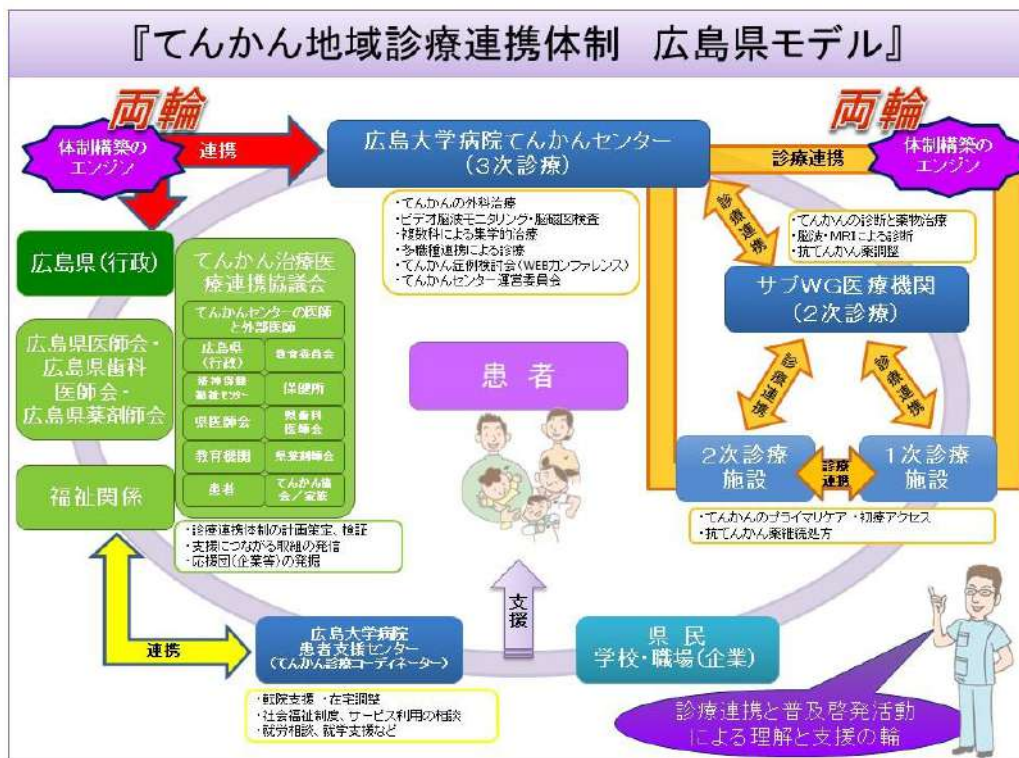 『てんかん地域診療連携体制　広島県モデル』
両輪
体制構築の
エンジン
連携
広島大学病院てんかんセンター
(3次診療)
診療連携
両輪
体制構築の
エンジン
・てんかんの外科治療
・ビデオ脳波モニタリング・脳磁図検査
・複数科による集学的治療
・多職種連携による診療
・てんかん症例検討会(WEBカンファレンス)
・てんかんセンター運営委員会
診療連携
・てんかんの診断と薬物治療
・脳波・MRIによる診断
・抗てんかん薬調整
サブWG医療機関
(2次診療)
診療連携
診療連携
2次診療
施設
診療
連携
1次診療
施設
・てんかんのプライマリケア ・初療アクセス
・抗てんかん薬継続処方
広島県(行政)
広島県医師会・
広島県歯科
医師会・
広島県薬剤師会
福祉関係
てんかん治療医
療連携協議会
てんかんセンターの医師
と外部医師
広島県
(行政)
教育委員会
精神保健
福祉センター
保健所
県医師会
県歯科
医師会
教育機関
県薬剤師会
患者
てんかん協
会/家族
・診療連携体制の計画策定、検証
・支援につながる取組の発信
・応援団(企業等)の発掘
患者
支援
連携
広島大学病院
患者支援センター
(てんかん診療コーディネーター)
・転院支援 ・在宅調整
・社会福祉制度、サービス利用の相談
・就労相談、就学支援など
県民
学校・職場(企業)
診療連携と普及啓発活動
による理解と支援の輪